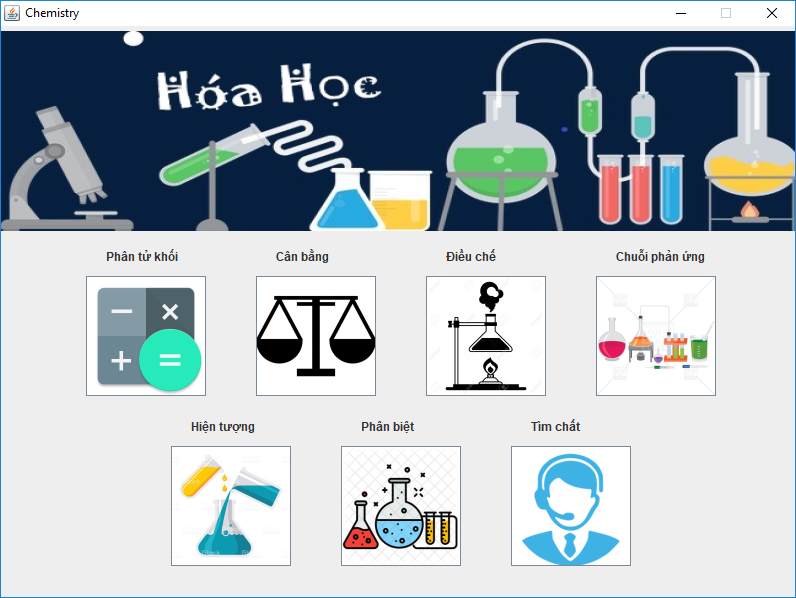 Chemistry
Hóa Học
Phân tử khối
Cân bằng
Điều chế
Chuỗi phản ứng
Hiện tượng
Phân biệt
Tìm chất